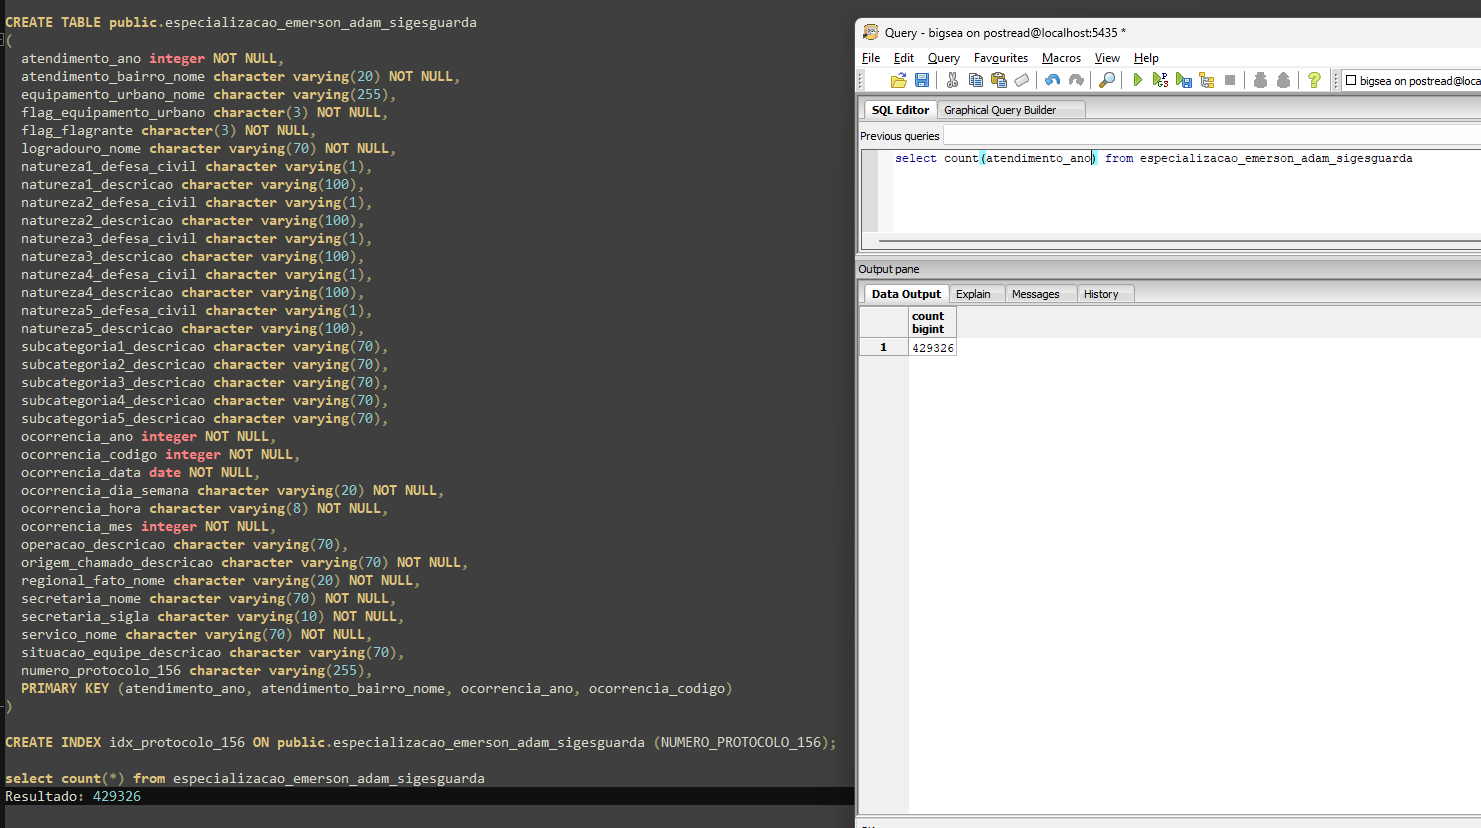 CREATE TABLE public.especializacao_emerson_adam_sigesguarda
(
atendimento_ano integer NOT NULL,
atendimento_bairro_nome character varying(20) NOT NULL,
equipamento_urbano_nome character varying(255),
flag_equipamento_urbano character(3) NOT NULL,
flag_flagrante character(3) NOT NULL,
logradouro_nome character varying(70) NOT NULL,
natureza1_defesa_civil character varying(1),
natureza1_descricao character varying(100),
natureza2_defesa_civil character varying(1),
natureza2_descricao character varying(100),
natureza3_defesa_civil character varying(1),
natureza3_descricao character varying(100),
natureza4_defesa_civil character varying(1),
natureza4_descricao character varying(100),
natureza5_defesa_civil character varying(1),
natureza5_descricao character varying(100),
subcategoria1_descricao character varying(70),
subcategoria2_descricao character varying(70),
subcategoria3_descricao character varying(70),
subcategoria4_descricao character varying(70),
subcategoria5_descricao character varying(70),
ocorrencia_ano integer NOT NULL,
ocorrencia_codigo integer NOT NULL,
ocorrencia_data date NOT NULL,
ocorrencia_dia_semana character varying(20) NOT NULL,
ocorrencia_hora character varying(8) NOT NULL,
ocorrencia_mes integer NOT NULL,
operacao_descricao character varying(70),
origem_chamado_descricao character varying(70) NOT NULL,
regional_fato_nome character varying(20) NOT NULL,
secretaria_nome character varying(70) NOT NULL,
secretaria_sigla character varying(10) NOT NULL,
servico_nome character varying(70) NOT NULL,
situacao_equipe_descricao character varying(70),
numero_protocolo_156 character varying(255),
PRIMARY KEY (atendimento_ano, atendimento_bairro_nome, ocorrencia_ano, ocorrencia_codigo)
)
CREATE INDEX idx_protocolo_156 ON public.especializacao_emerson_adam_sigesguarda (NUMERO_PROTOCOLO_156);
select count(*) from especializacao_emerson_adam_sigesguarda
Resultado: 429326
Query - bigsea on postread@localhost:5435 *
File Edit Query Favourites Macros View Help
bigsea on postread@loca
SQL Editor Graphical Query Builder
Previous queries
select count(atendimento_ano) from especializacao_emerson_adam_sigesguarda
Output pane
Data Output Explain Messages History
count
bigint
1 429326